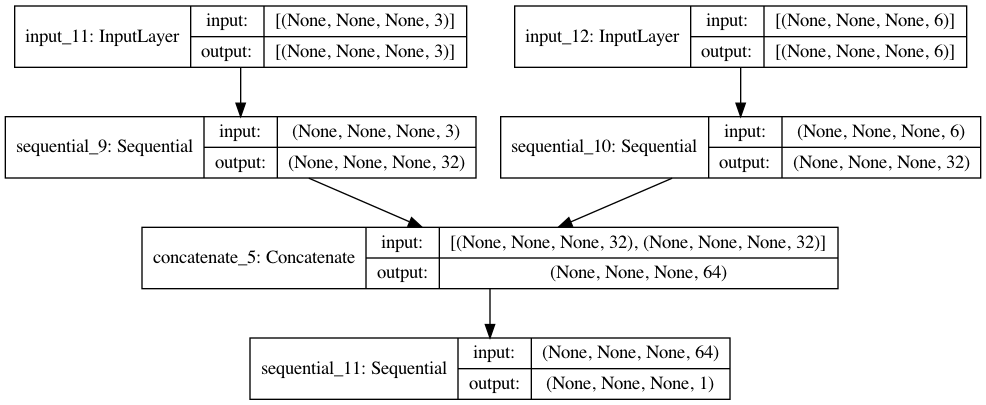 input_11: InputLayer
input:
[(None, None, None, 3)]
output:
[(None, None, None, 3)]
input_12: InputLayer
input:
[(None, None, None, 6)]
output:
[(None, None, None, 6)]
sequential_9: Sequential
input:
(None, None, None, 3)
output:
(None, None, None, 32)
sequential_10: Sequential
input:
(None, None, None, 6)
output:
(None, None, None, 32)
concatenate_5: Concatenate
input:
[(None, None, None, 32), (None, None, None, 32)]
output:
(None, None, None, 64)
sequential_11: Sequential
input:
(None, None, None, 64)
output:
(None, None, None, 1)